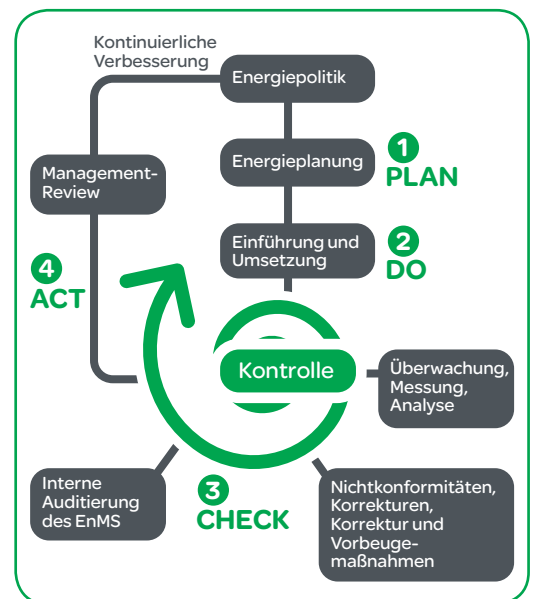 Kontinuierliche
Verbesserung
Energiepolitik
Energieplanung
1
PLAN
Management-
Review
Einführung und
Umsetzung
2
DO
4
ACT
Kontrolle
Überwachung,
Messung,
Analyse
Interne
Auditierung
des EnMS
3
CHECK
Nichtkonformitäten,
Korrekturen,
Korrektur und
Vorbeuge-
maßnahmen